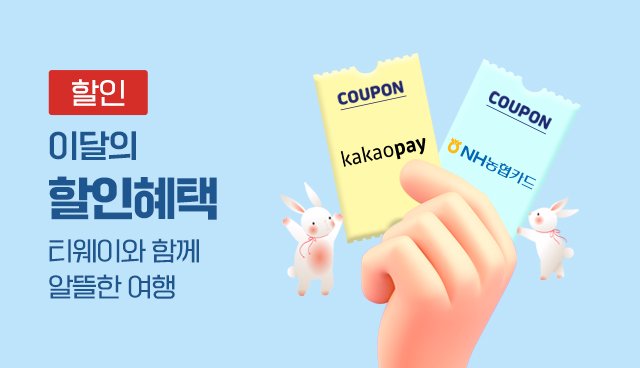 할인
이달의
할인혜택
티웨이와 함께
알뜰한 여행
COUPON
kakaopay
COUPON
NH농협카드